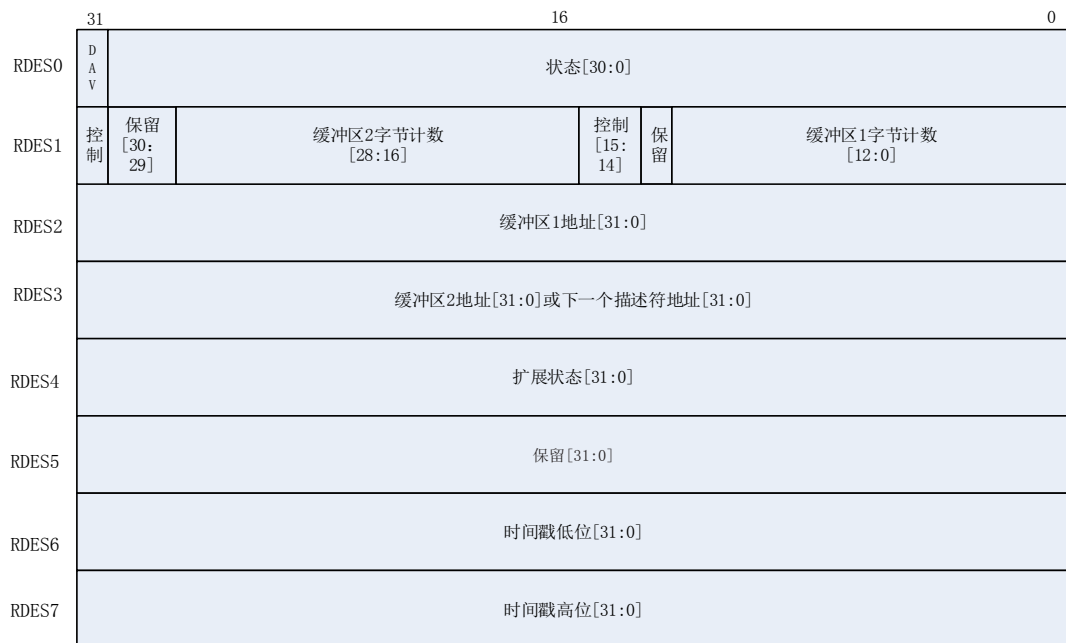 31 16 0
RDES0
DAV
状态[30:0]
RDES1
控制
保留
[30:
29]
缓冲区2字节计数
[28:16]
控制
[15:
14]
保留
缓冲区1字节计数
[12:0]
RDES2
缓冲区1地址[31:0]
RDES3
缓冲区2地址[31:0]或下一个描述符地址[31:0]
RDES4
扩展状态[31:0]
RDES5
保留[31:0]
RDES6
时间戳低位[31:0]
RDES7
时间戳高位[31:0]